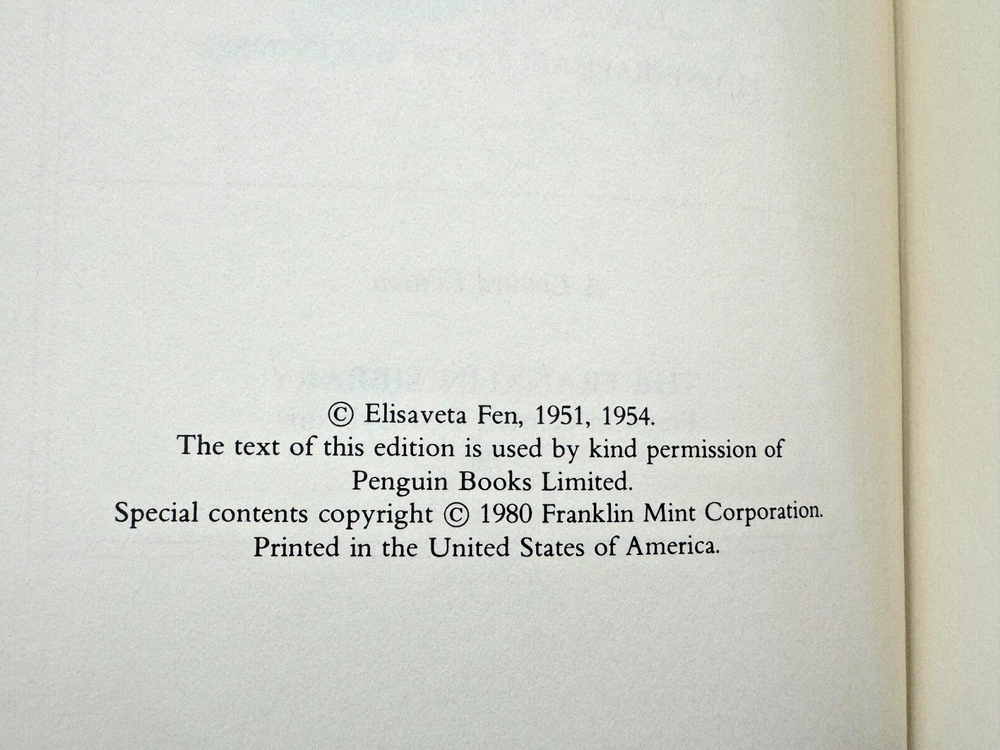 © Elisaveta Fen, 1951, 1954.
The text of this edition is used by kind permission of
Penguin Books Limited.
Special contents copyright © 1980 Franklin Mint Corporation.
Printed in the United States of America.